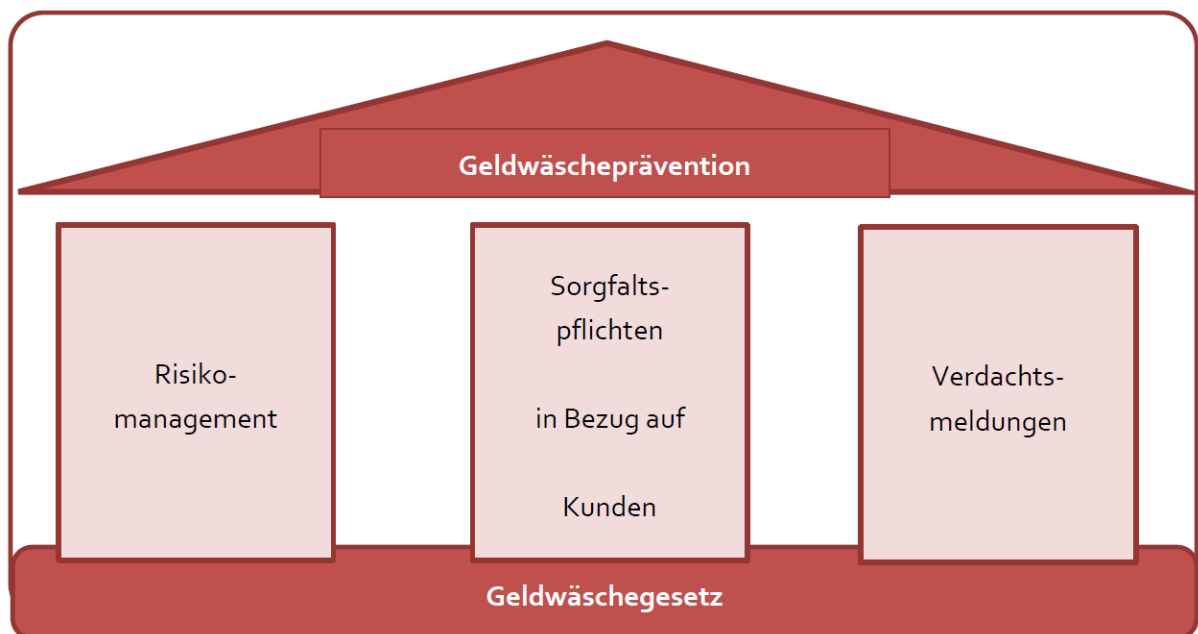 Geldwäscheprävention
Risiko-
management
Sorgfalts-
pflichten
in Bezug auf
Kunden
Verdachts-
meldungen
Geldwäschegesetz